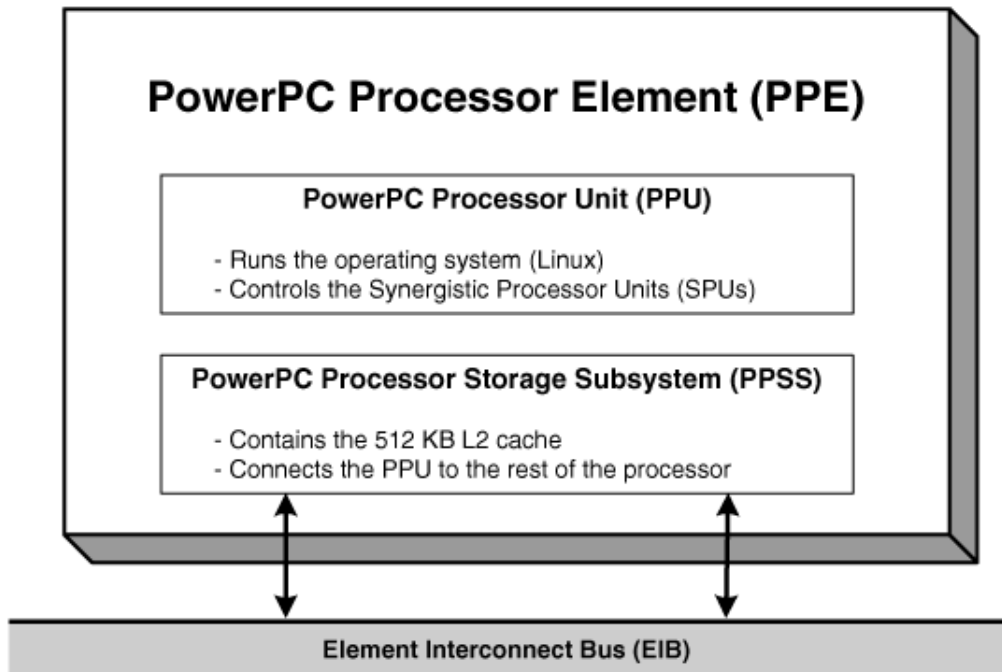 PowerPC Processor Element (PPE)
PowerPC Processor Unit (PPU)
- Runs the operating system (Linux)
- Controls the Synergistic Processor Units (SPUs)
PowerPC Processor Storage Subsystem (PPSS)
- Contains the 512 KB L2 cache
- Connects the PPU to the rest of the processor
Element Interconnect Bus (EIB)